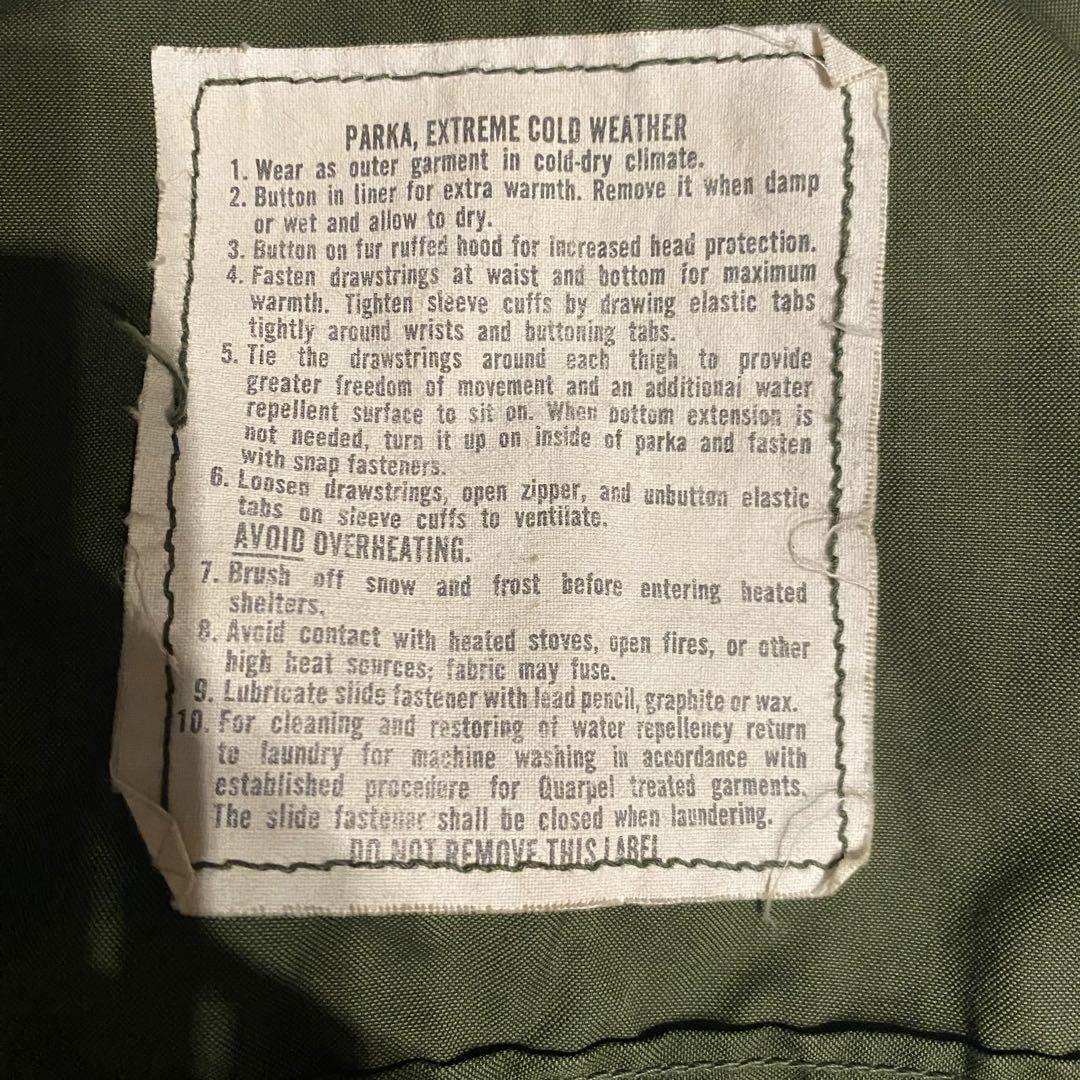 PARKA, EXTREME COLD WEATHER
1. Wear as outer garment in cold-dry climate.
2. Button in liner for extra warmth. Remove it when damp
or wet and allow to dry.
3. Button on fur ruffed hood for increased head protection.
4. Fasten drawstrings at waist and bottom for maximum
warmth. Tighten sleeve cuffs by drawing elastic tabs
tightly around wrists and buttoning tabs.
5. Tie the drawstrings around each thigh to provide
greater freedom of movement and an additional water
repellent surface to sit on. When bottom extension is
not needed, turn it up on inside of parka and fasten
with snap fasteners.
6. Loosen drawstrings, open zipper, and unbutton elastic
tabs on sleeve cuffs to ventilate.
AVOID OVERHEATING.
7. Brush off snow and frost before entering heated
shelters.
8. Avoid contact with heated stoves, open fires, or other
high heat sources; fabric may fuse.
9. Lubricate slide fastener with lead pencil, graphite or wax.
10. For cleaning and restoring of water repellency return
to laundry for machine washing in accordance with
established procedure for Quarpel treated garments.
The slide fastener shall be closed when laundering.
DO NOT REMOVE THIS LABEL